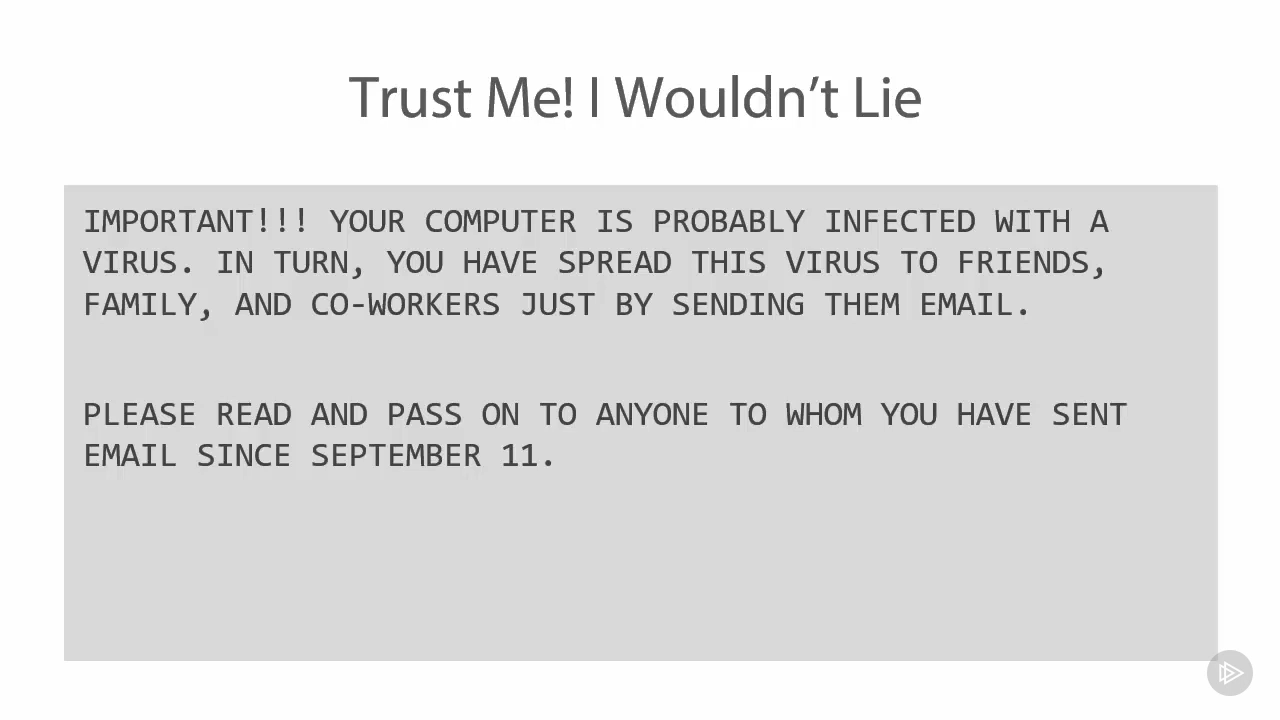 Trust Me! I Wouldn’t Lie
IMPORTANT!!! YOUR COMPUTER IS PROBABLY INFECTED WITH A
VIRUS. IN TURN, YOU HAVE SPREAD THIS VIRUS TO FRIENDS,
FAMILY, AND CO-WORKERS JUST BY SENDING THEM EMAIL.
PLEASE READ AND PASS ON TO ANYONE TO WHOM YOU HAVE SENT
EMAIL SINCE SEPTEMBER 11.